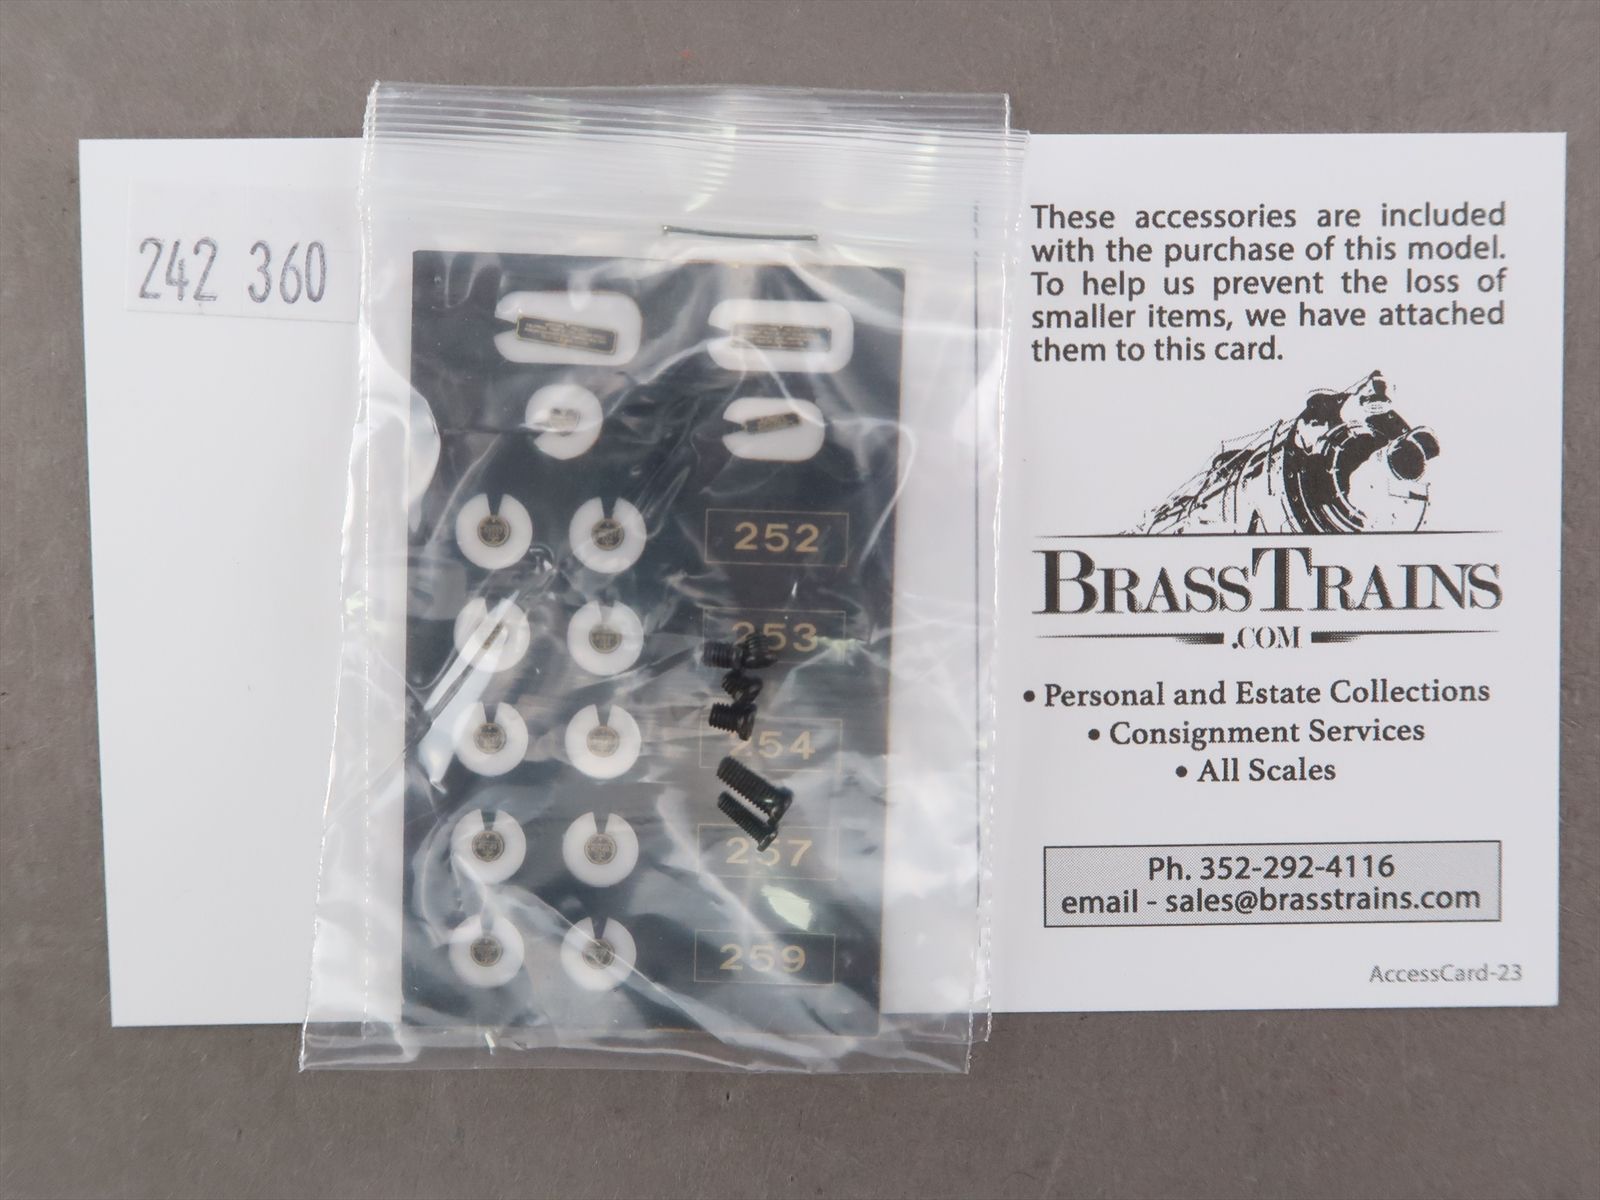 242 360
252
253
254
257
259
These accessories are included
with the purchase of this model.
To help us prevent the loss of
smaller items, we have attached
them to this card.
BRASSTRAINS
.COM
• Personal and Estate Collections
• Consignment Services
• All Scales
Ph. 352-292-4116
email - sales@brasstrains.com
AccessCard-23